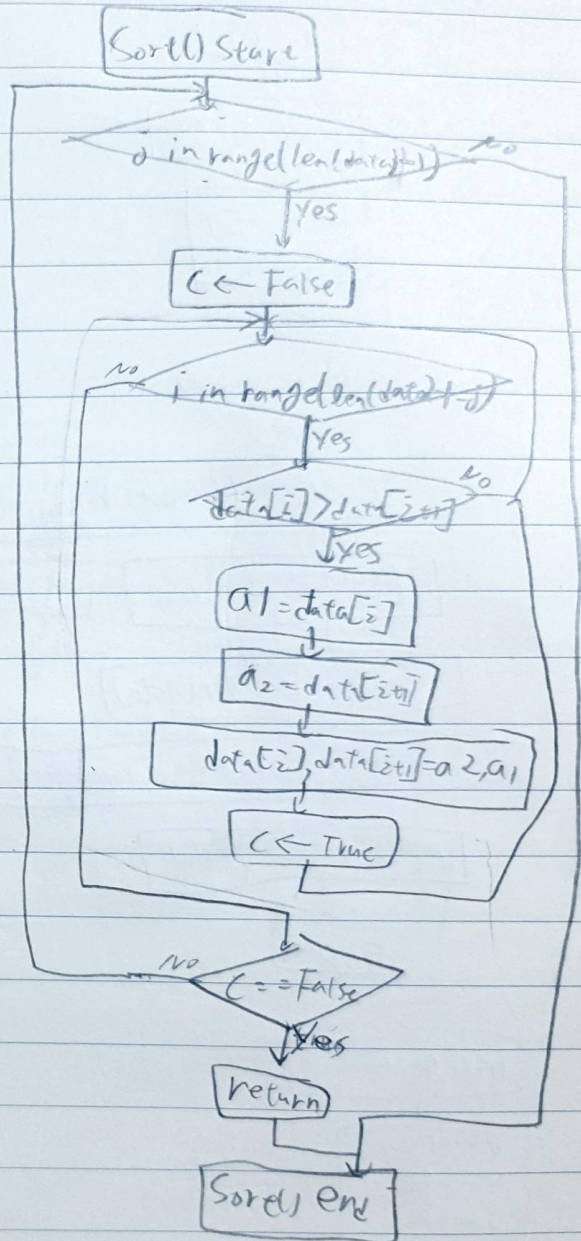 Sort() Start
j in range(len(data)-1)
No
Yes
C ← False
No
i in range(len(data)-1-j)
Yes
No
data[i] > data[i+1]
Yes
a1 = data[i]
a2 = data[i+1]
data[i], data[i+1] = a2, a1
C ← True
No
C == False
Yes
return
Sort() end